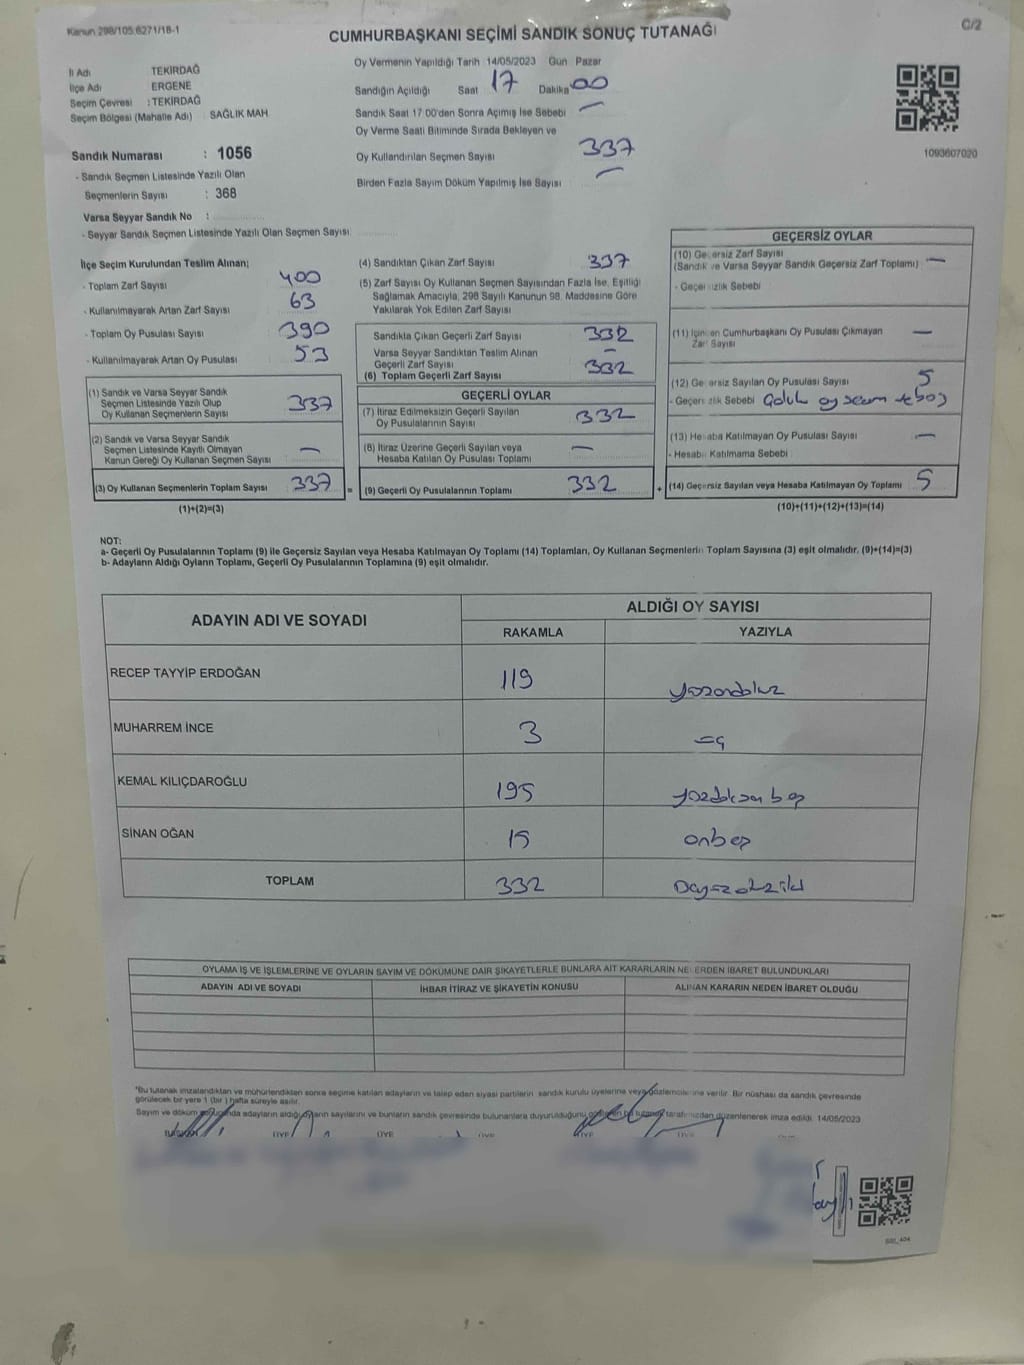 Kanun 298/105,6271/18-1
C/2
CUMHURBAŞKANI SEÇİMİ SANDIK SONUÇ TUTANAĞI
İl Adı TEKİRDAĞ
İlçe Adı ERGENE
Seçim Çevresi : TEKİRDAĞ
Seçim Bölgesi (Mahalle Adı) : SAĞLIK MAH
Sandık Numarası : 1056
- Sandık Seçmen Listesinde Yazılı Olan
Seçmenlerin Sayısı : 368
Varsa Seyyar Sandık No :
- Seyyar Sandık Seçmen Listesinde Yazılı Olan Seçmen Sayısı
Oy Vermenin Yapıldığı Tarih 14/05/2023 Gün Pazar
Sandığın Açıldığı Saat 17 Dakika 00
Sandık Saat 17 00'den Sonra Açımış İse Sebebi —
Oy Verme Saati Bitiminde Sırada Bekleyen ve
Oy Kullandırılan Seçmen Sayısı 337
Birden Fazla Sayım Döküm Yapılmış İse Sayısı —
1093607020
İlçe Seçim Kurulundan Teslim Alınan;
- Toplam Zarf Sayısı 400
- Kullanılmayarak Artan Zarf Sayısı 63
- Toplam Oy Pusulası Sayısı 390
- Kullanılmayarak Artan Oy Pusulası 53
(1) Sandık ve Varsa Seyyar Sandık
Seçmen Listesinde Yazılı Olup
Oy Kullanan Seçmenlerin Sayısı 337
(2) Sandık ve Varsa Seyyar Sandık
Seçmen Listesinde Kayıtlı Olmayan
Kanun Gereği Oy Kullanan Seçmen Sayısı —
(3) Oy Kullanan Seçmenlerin Toplam Sayısı 337 =
(1)+(2)=(3)
(4) Sandıktan Çıkan Zarf Sayısı 337
(5) Zarf Sayısı Oy Kullanan Seçmen Sayısından Fazla İse, Eşitliği
Sağlamak Amacıyla, 298 Sayılı Kanunun 98. Maddesine Göre
Yakılarak Yok Edilen Zarf Sayısı
Sandıkta Çıkan Geçerli Zarf Sayısı 332
Varsa Seyyar Sandıktan Teslim Alınan
Geçerli Zarf Sayısı —
(6) Toplam Geçerli Zarf Sayısı 332
GEÇERLİ OYLAR
(7) İtiraz Edilmeksizin Geçerli Sayılan
Oy Pusulalarının Sayısı 332
(8) İtiraz Üzerine Geçerli Sayılan veya
Hesaba Katılan Oy Pusulası Toplamı —
(9) Geçerli Oy Pusulalarının Toplamı 332 +
GEÇERSİZ OYLAR
(10) Geçersiz Zarf Sayısı
(Sandık ve Varsa Seyyar Sandık Geçersiz Zarf Toplamı) —
- Geçersizlik Sebebi
(11) İçinden Cumhurbaşkanı Oy Pusulası Çıkmayan
Zarf Sayısı —
(12) Geçersiz Sayılan Oy Pusulası Sayısı 5
- Geçersizlik Sebebi
(13) Hesaba Katılmayan Oy Pusulası Sayısı —
- Hesaba Katılmama Sebebi
(14) Geçersiz Sayılan veya Hesaba Katılmayan Oy Toplamı 5
(10)+(11)+(12)+(13)=(14)
NOT:
a- Geçerli Oy Pusulalarının Toplamı (9) ile Geçersiz Sayılan veya Hesaba Katılmayan Oy Toplamı (14) Toplamları, Oy Kullanan Seçmenlerin Toplam Sayısına (3) eşit olmalıdır. (9)+(14)=(3)
b- Adayların Aldığı Oyların Toplamı, Geçerli Oy Pusulalarının Toplamına (9) eşit olmalıdır.
ADAYIN ADI VE SOYADI
ALDIĞI OY SAYISI
RAKAMLA YAZIYLA
RECEP TAYYİP ERDOĞAN 119 yüzondokuz
MUHARREM İNCE 3 üç
KEMAL KILIÇDAROĞLU 195 yüzdoksan beş
SİNAN OĞAN 15 onbeş
TOPLAM 332
OYLAMA İŞ VE İŞLEMLERİNE VE OYLARIN SAYIM VE DÖKÜMÜNE DAİR ŞİKAYETLERLE BUNLARA AİT KARARLARIN NELERDEN İBARET BULUNDUKLARI
ADAYIN ADI VE SOYADI İHBAR İTİRAZ VE ŞİKAYETİN KONUSU ALINAN KARARIN NEDEN İBARET OLDUĞU
*Bu tutanak imzalandıktan ve mühürlendikten sonra seçime katılan adayların ve talep eden siyasi partilerin sandık kurulu üyelerine veya gözlemcilerine verilir. Bir nüshası da sandık çevresinde
görülecek bir yere 1 (bir ) hafta süreyle asılır.
Sayım ve döküm sonucunda adayların aldığı oyların sayılarını ve bunların sandık çevresinde bulunanlara duyurulduğunu gösteren bu tutanak tarafımızdan düzenlenerek imza edildi. 14/05/2023
ÜYE ÜYE ÜYE ÜYE ÜYE